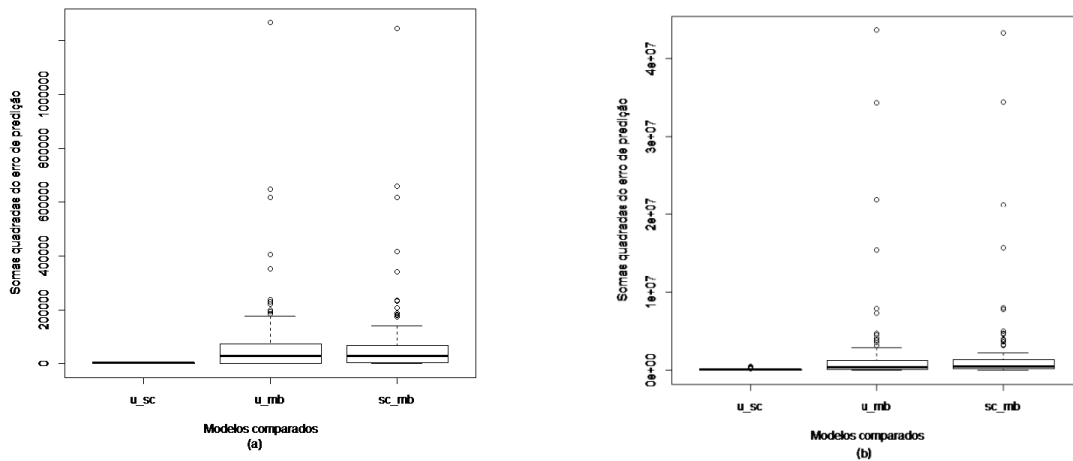 Somas quadradas do erro de predição
1000000
800000
600000
400000
200000
0
u_sc
u_mb
sc_mb
Modelos comparados
(a)
Somas quadradas do erro de predição
4e+07
3e+07
2e+07
1e+07
0e+00
u_sc
u_mb
sc_mb
Modelos comparados
(b)